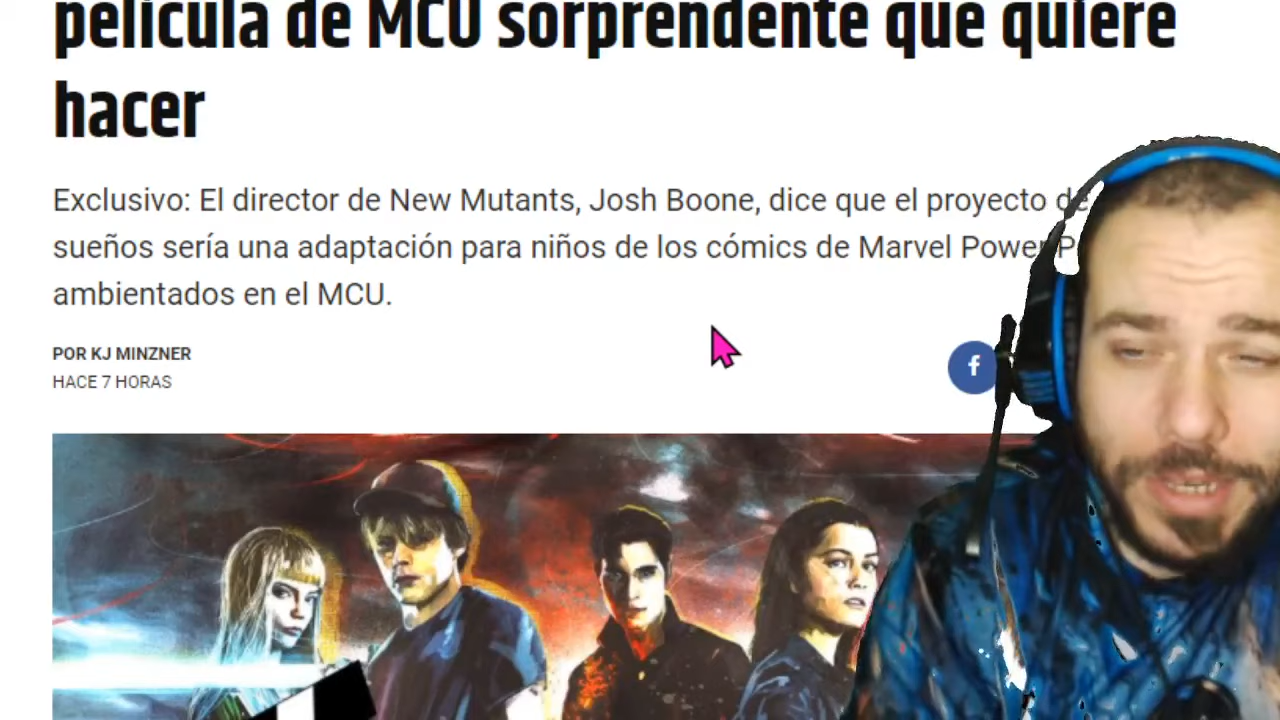 película de MCU sorprendente que quiere
hacer
Exclusivo: El director de New Mutants, Josh Boone, dice que el proyecto de
sueños sería una adaptación para niños de los cómics de Marvel Power
ambientados en el MCU.
POR KJ MINZNER
HACE 7 HORAS
f